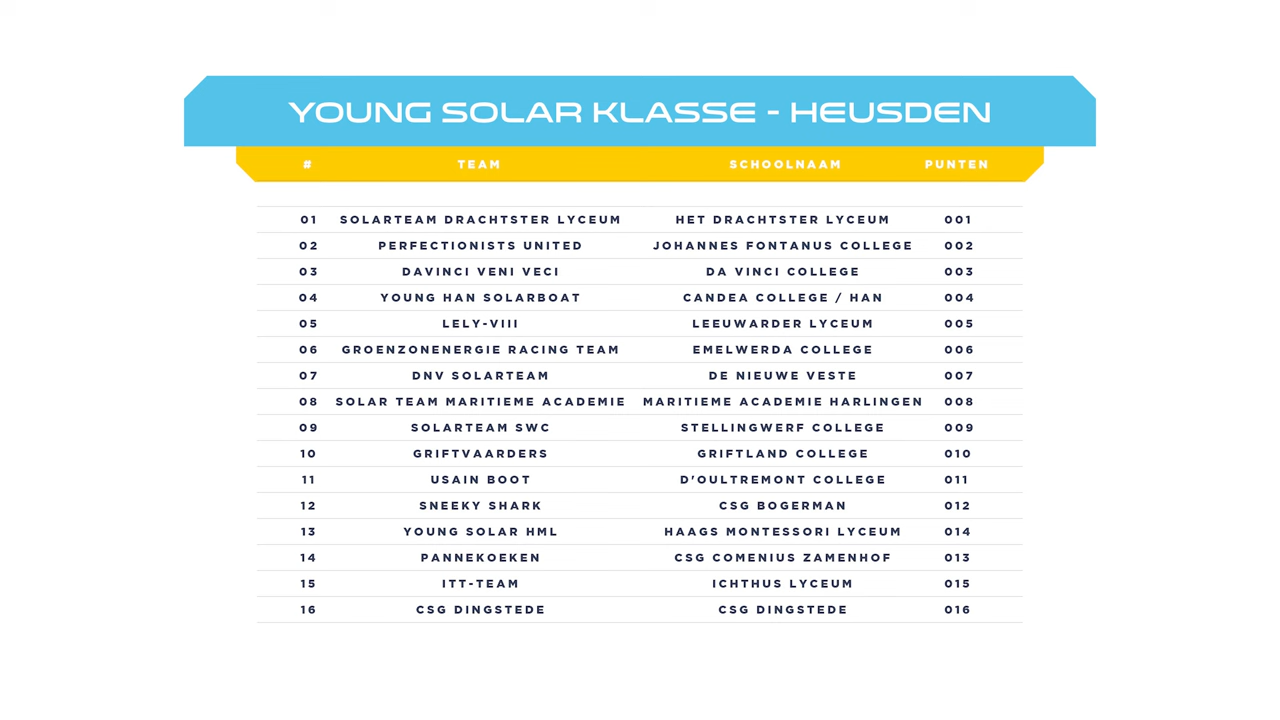 YOUNG SOLAR KLASSE - HEUSDEN
# TEAM SCHOOLNAAM PUNTEN
01 SOLARTEAM DRACHTSTER LYCEUM HET DRACHTSTER LYCEUM 001
02 PERFECTIONISTS UNITED JOHANNES FONTANUS COLLEGE 002
03 DAVINCI VENI VECI DA VINCI COLLEGE 003
04 YOUNG HAN SOLARBOAT CANDEA COLLEGE / HAN 004
05 LELY-VIII LEEUWARDER LYCEUM 005
06 GROENZONENERGIE RACING TEAM EMELWERDA COLLEGE 006
07 DNV SOLARTEAM DE NIEUWE VESTE 007
08 SOLAR TEAM MARITIEME ACADEMIE MARITIEME ACADEMIE HARLINGEN 008
09 SOLARTEAM SWC STELLINGWERF COLLEGE 009
10 GRIFTVAARDERS GRIFTLAND COLLEGE 010
11 USAIN BOOT D'OULTREMONT COLLEGE 011
12 SNEEKY SHARK CSG BOGERMAN 012
13 YOUNG SOLAR HML HAAGS MONTESSORI LYCEUM 014
14 PANNEKOEKEN CSG COMENIUS ZAMENHOF 013
15 ITT-TEAM ICHTHUS LYCEUM 015
16 CSG DINGSTEDE CSG DINGSTEDE 016